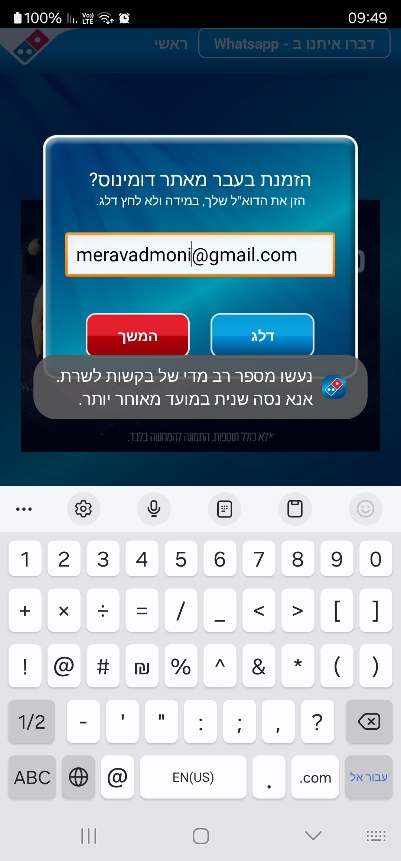 100%
Vo))
LTE
09:49
ראשי
דברו איתנו ב - Whatsapp
הזמנת בעבר מאתר דומינוס?
הזן את הדוא"ל שלך, במידה ולא לחץ דלג.
meravadmoni@gmail.com
המשך
דלג
נעשו מספר רב מדי של בקשות לשרת.
אנא נסה שנית במועד מאוחר יותר.
*לא כולל תוספות. התמונה להמחשה בלבד.
1 2 3 4 5 6 7 8 9 0
+ × ÷ = / _ < > [ ]
! @ # ₪ % ^ & * ( )
1/2 - ' " : ; , ?
ABC @ EN(US) . .com עבור אל